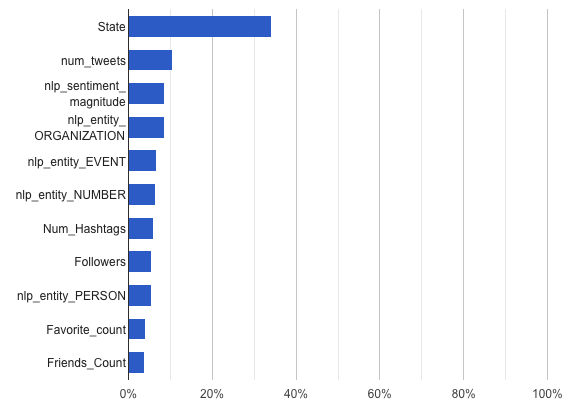 State
num_tweets
nlp_sentiment_
magnitude
nlp_entity_
ORGANIZATION
nlp_entity_EVENT
nlp_entity_NUMBER
Num_Hashtags
Followers
nlp_entity_PERSON
Favorite_count
Friends_Count
0% 20% 40% 60% 80% 100%